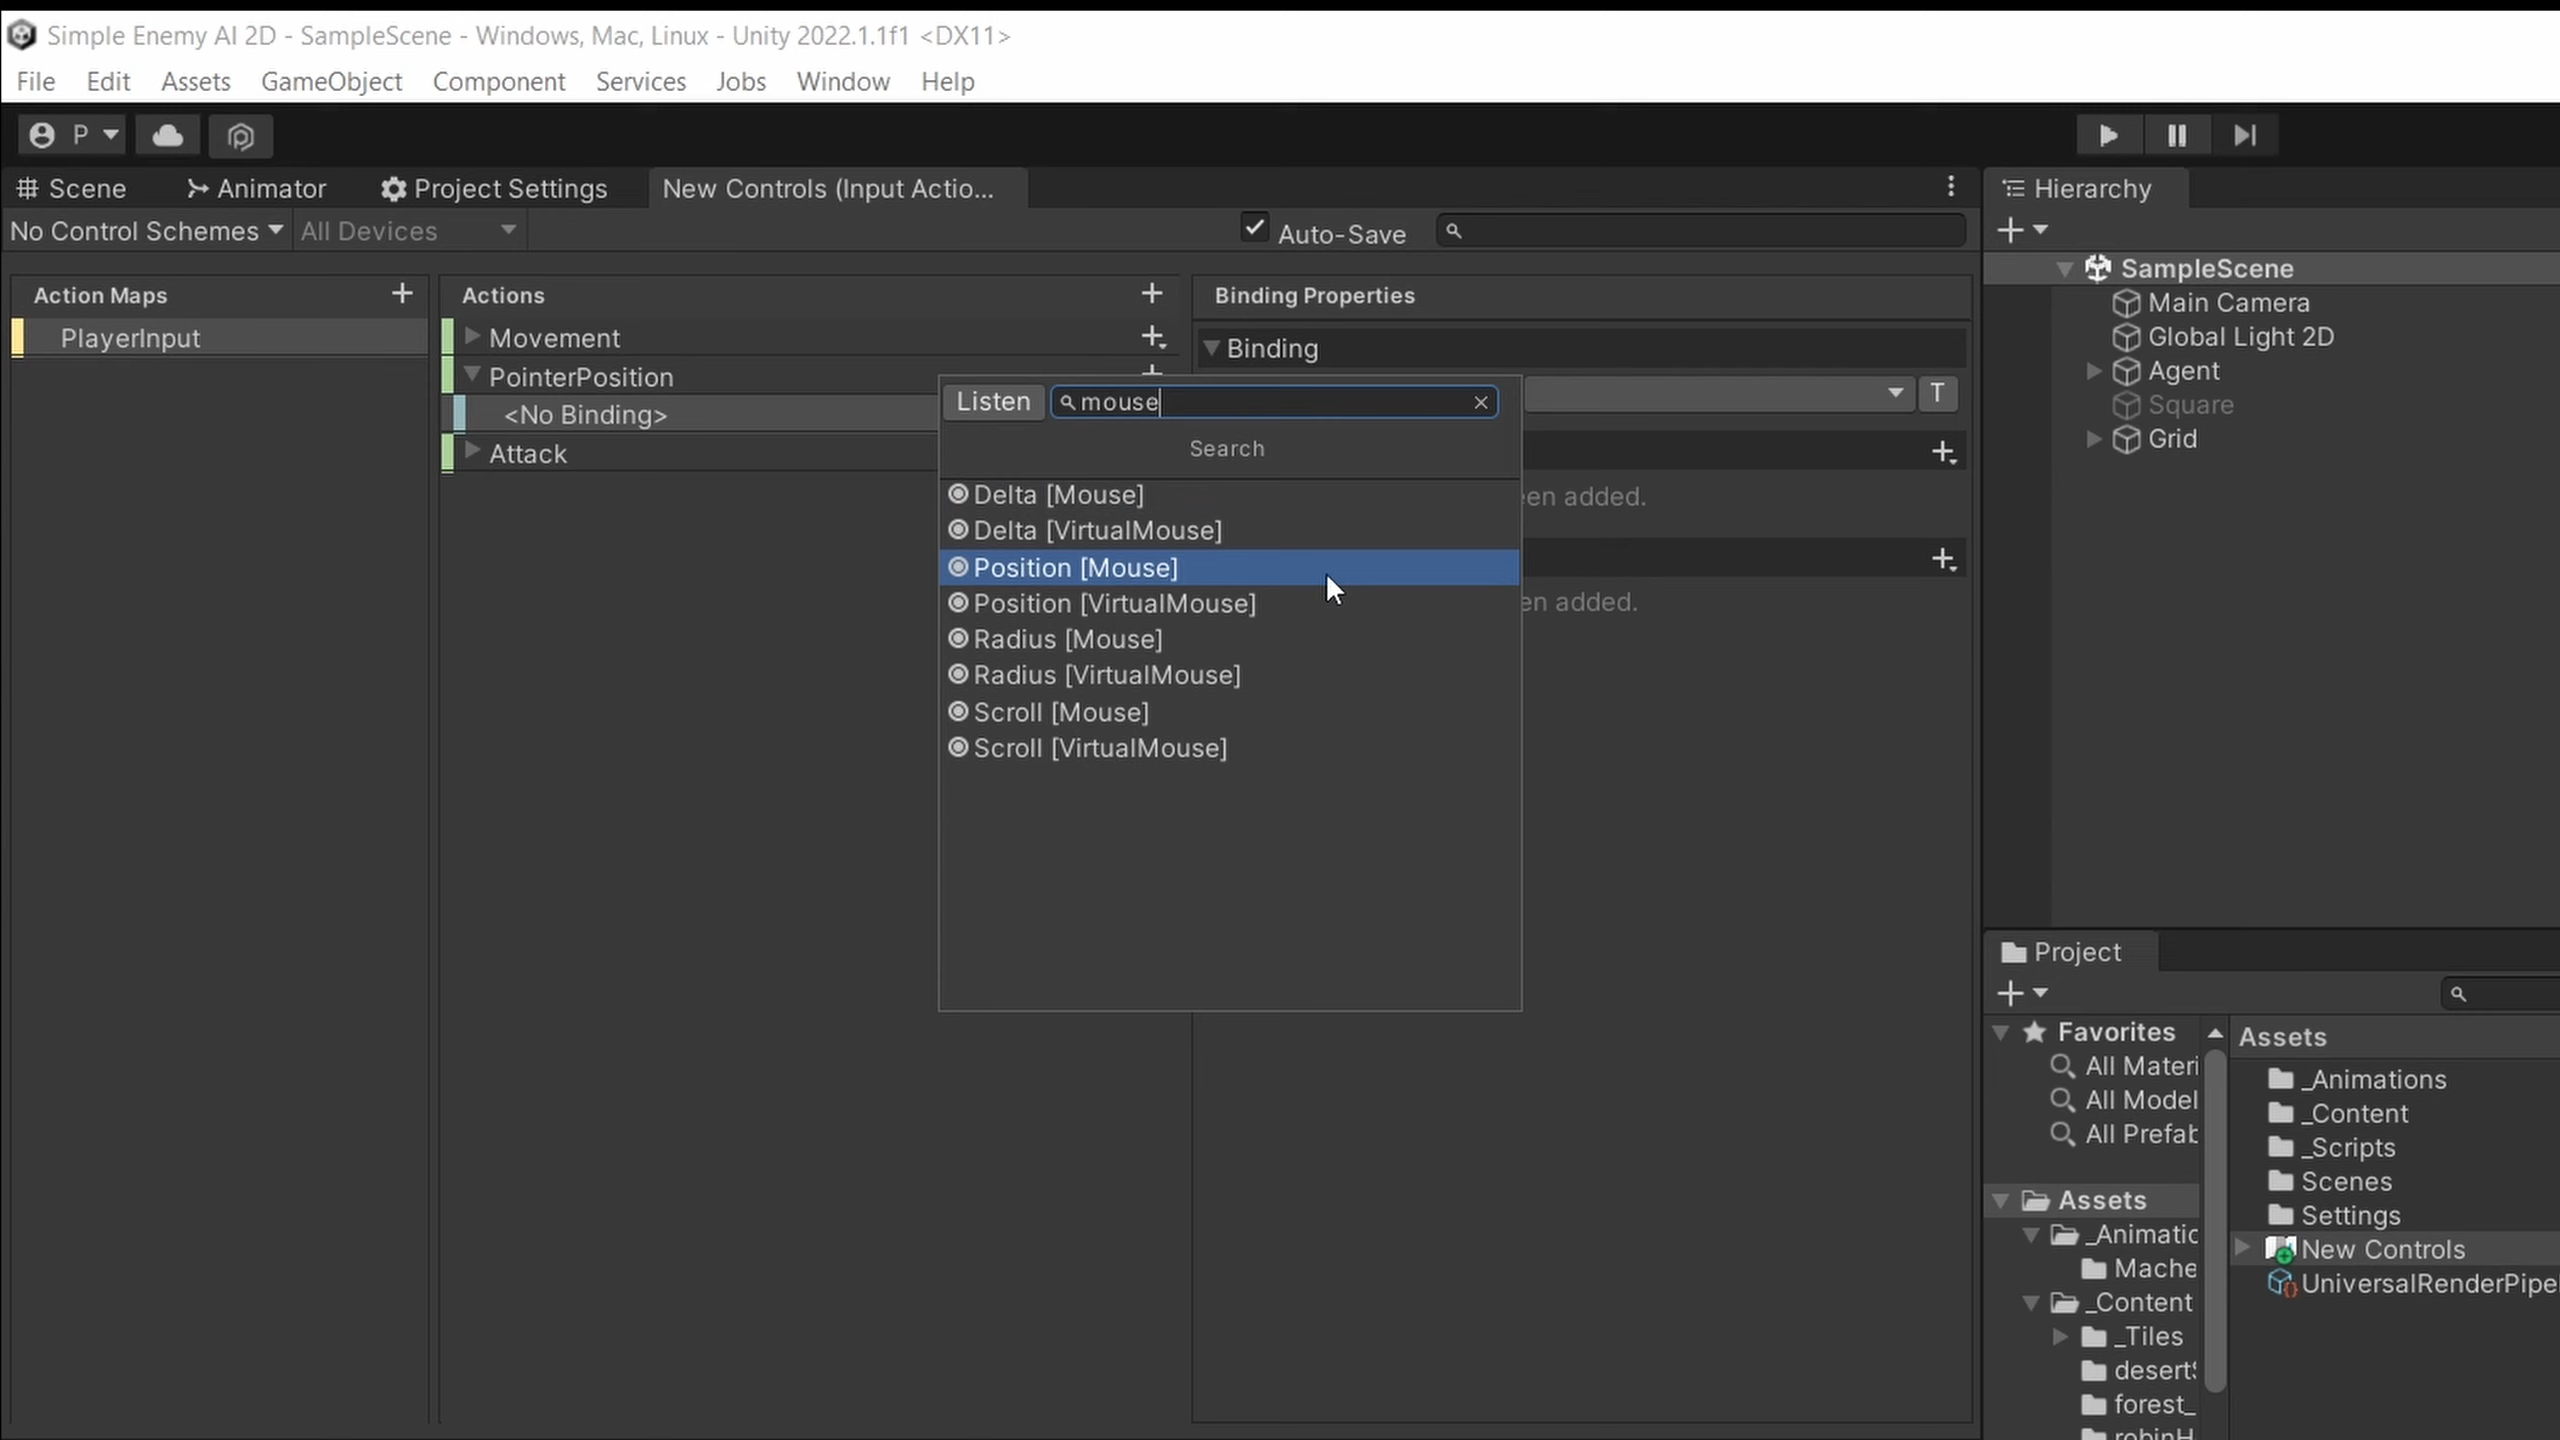 Simple Enemy AI 2D - SampleScene - Windows, Mac, Linux - Unity 2022.1.1f1 <DX11>
File Edit Assets GameObject Component Services Jobs Window Help
P
Scene Animator Project Settings New Controls (Input Actio...
No Control Schemes All Devices Auto-Save
Action Maps
PlayerInput
Actions
Movement
PointerPosition
<No Binding>
Attack
Binding Properties
Binding
T
en added.
en added.
Listen mouse
Search
Delta [Mouse]
Delta [VirtualMouse]
Position [Mouse]
Position [VirtualMouse]
Radius [Mouse]
Radius [VirtualMouse]
Scroll [Mouse]
Scroll [VirtualMouse]
Hierarchy
SampleScene
Main Camera
Global Light 2D
Agent
Square
Grid
Project
Favorites
All Materi
All Model
All Prefab
Assets
_Animatic
Mache
_Content
_Tiles
desertS
forest_
robinH
Assets
_Animations
_Content
_Scripts
Scenes
Settings
New Controls
UniversalRenderPipe